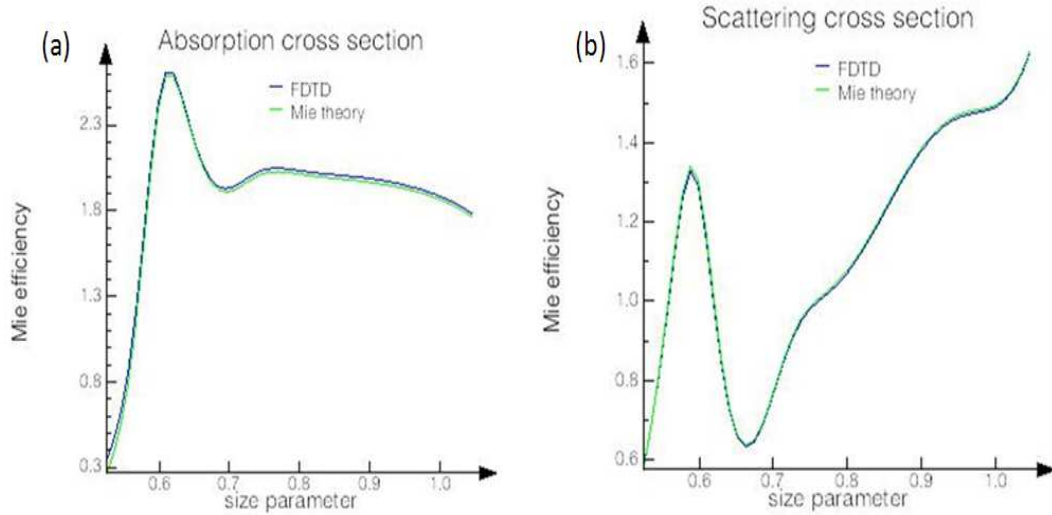 (a)
Absorption cross section
FDTD
Mie theory
2.3
1.8
1.3
0.8
0.3
Mie efficiency
0.6 0.7 0.8 0.9 1.0
size parameter
(b)
Scattering cross section
FDTD
Mie theory
1.6
1.4
1.2
1.0
0.8
0.6
Mie efficiency
0.6 0.7 0.8 0.9 1.0
size parameter